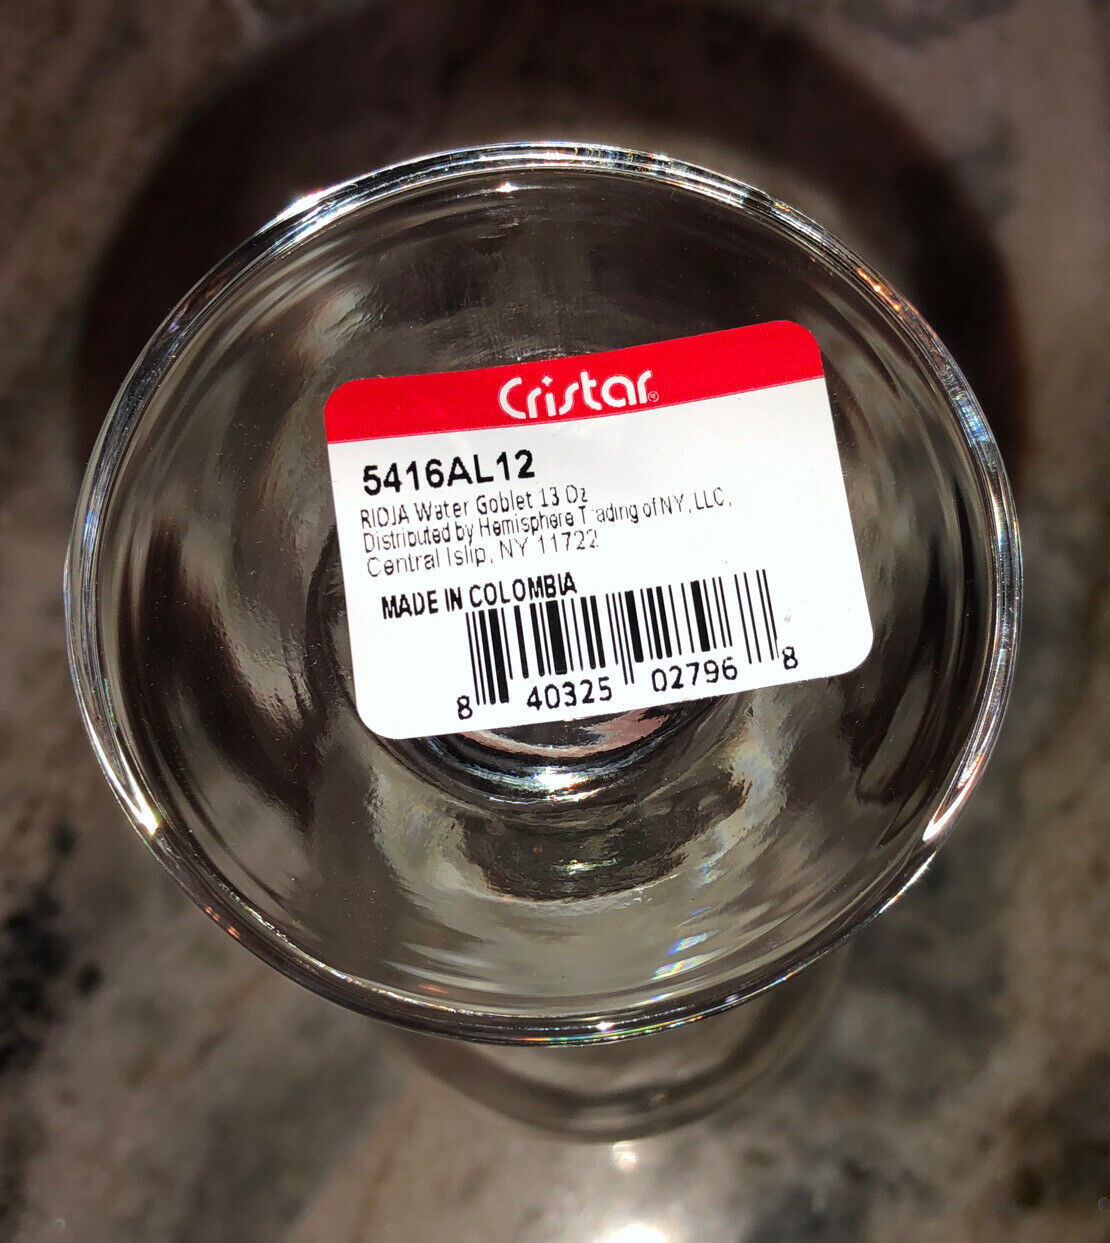 Cristar®
5416AL12
RIOJA Water Goblet 13 Oz
Distributed by Hemisphere Trading of NY, LLC,
Central Islip, NY 11722
MADE IN COLOMBIA
8 40325 02796 8